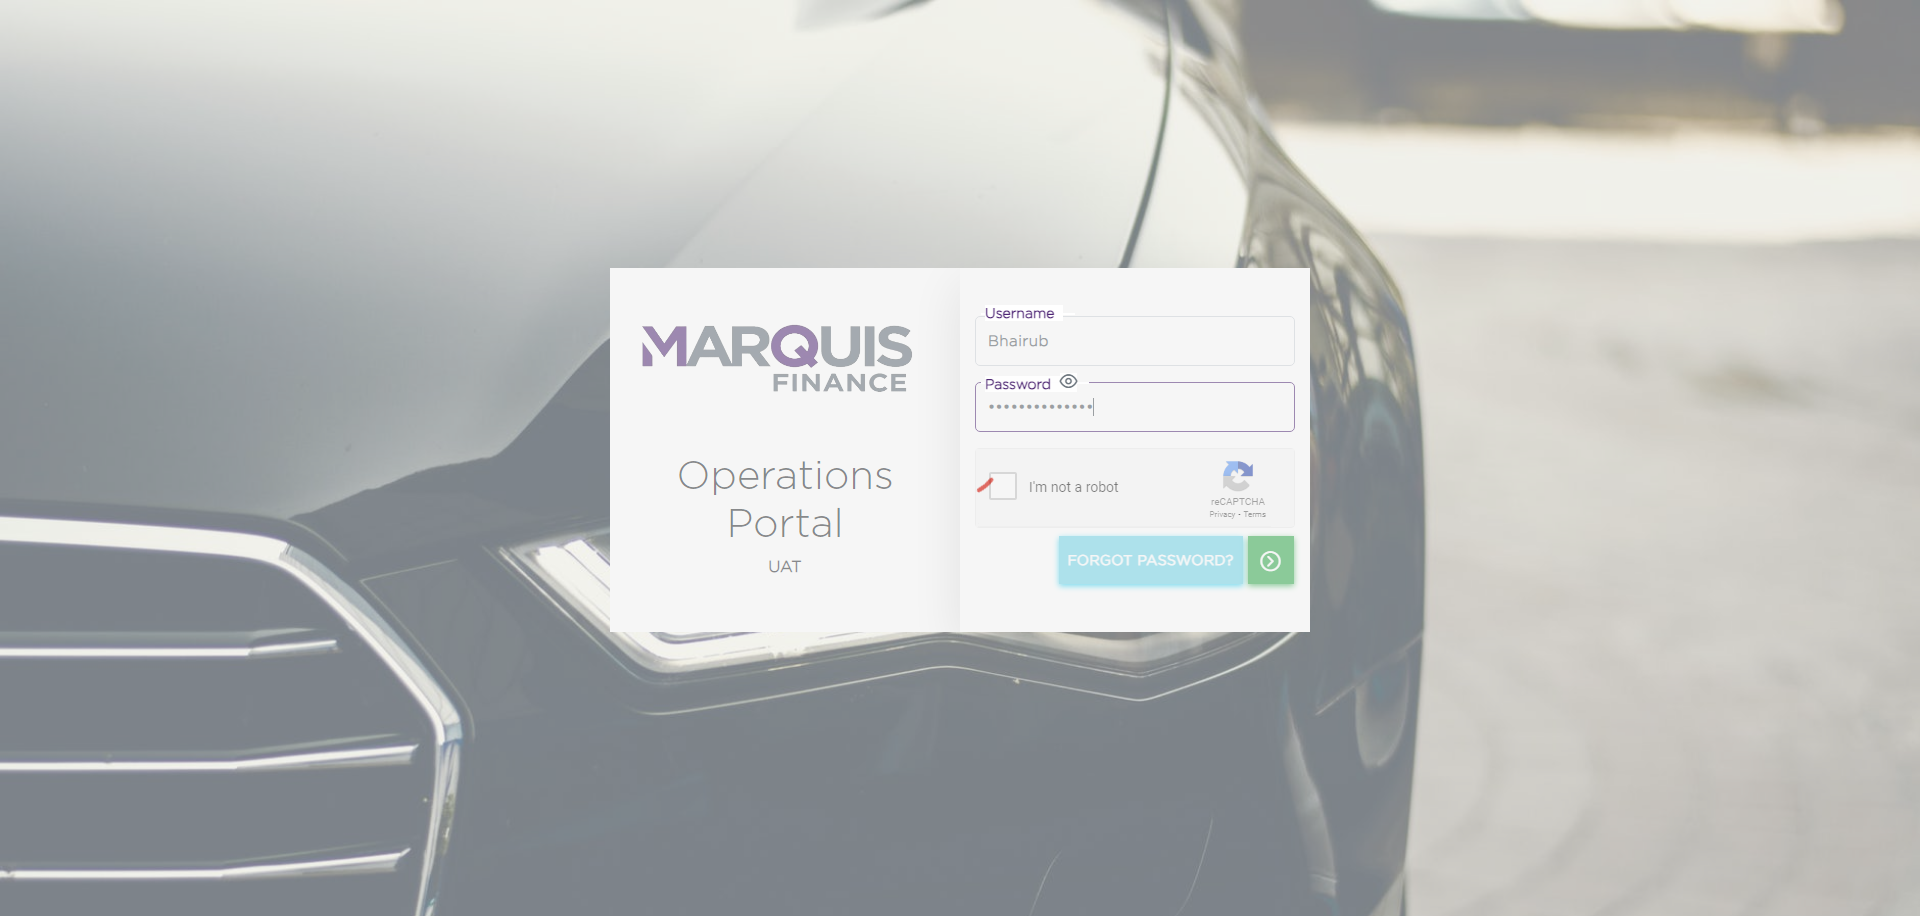 MARQUIS
FINANCE
Operations
Portal
UAT
Username
Bhairub
Password
••••••••••••••
I'm not a robot
reCAPTCHA
Privacy - Terms
FORGOT PASSWORD?